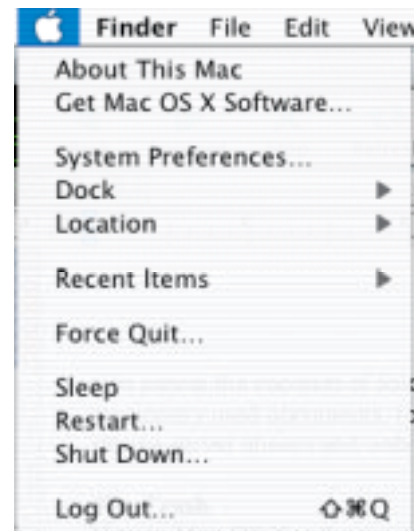 Finder File Edit View
About This Mac
Get Mac OS X Software...
System Preferences...
Dock
Location
Recent Items
Force Quit...
Sleep
Restart...
Shut Down...
Log Out... ⇧⌘Q